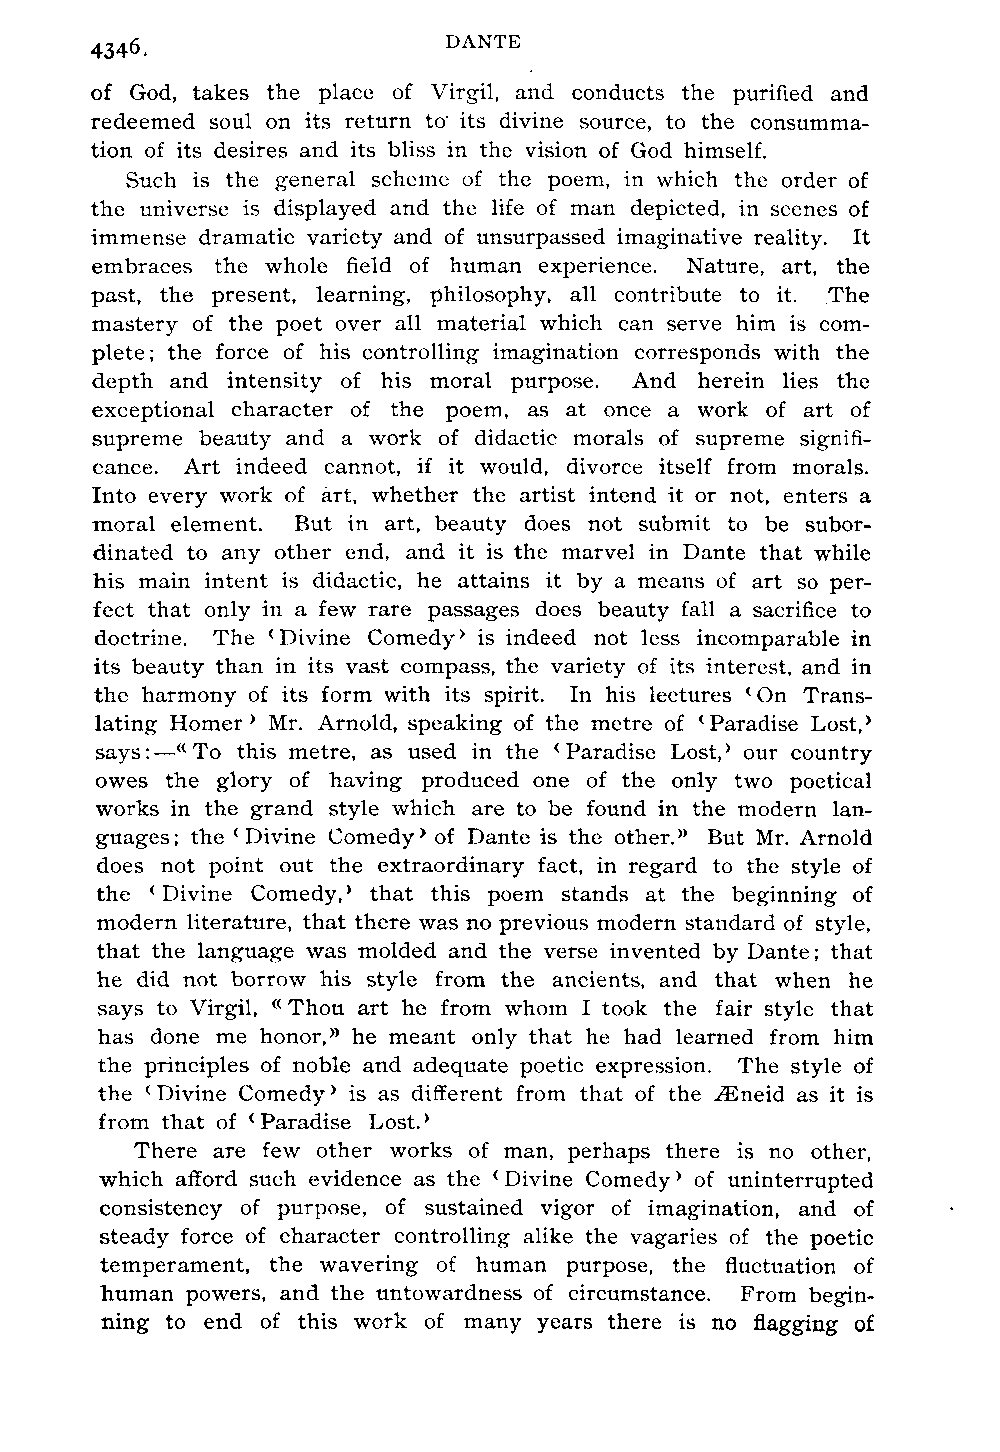 4346. DANTE
of God, takes the place of Virgil, and conducts the purified and
redeemed soul on its return to its divine source, to the consumma-
tion of its desires and its bliss in the vision of God himself.
Such is the general scheme of the poem, in which the order of
the universe is displayed and the life of man depicted, in scenes of
immense dramatic variety and of unsurpassed imaginative reality. It
embraces the whole field of human experience. Nature, art, the
past, the present, learning, philosophy, all contribute to it. The
mastery of the poet over all material which can serve him is com-
plete; the force of his controlling imagination corresponds with the
depth and intensity of his moral purpose. And herein lies the
exceptional character of the poem, as at once a work of art of
supreme beauty and a work of didactic morals of supreme signifi-
cance. Art indeed cannot, if it would, divorce itself from morals.
Into every work of art, whether the artist intend it or not, enters a
moral element. But in art, beauty does not submit to be subor-
dinated to any other end, and it is the marvel in Dante that while
his main intent is didactic, he attains it by a means of art so per-
fect that only in a few rare passages does beauty fall a sacrifice to
doctrine. The ‘Divine Comedy’ is indeed not less incomparable in
its beauty than in its vast compass, the variety of its interest, and in
the harmony of its form with its spirit. In his lectures ‘On Trans-
lating Homer’ Mr. Arnold, speaking of the metre of ‘Paradise Lost,’
says:—“To this metre, as used in the ‘Paradise Lost,’ our country
owes the glory of having produced one of the only two poetical
works in the grand style which are to be found in the modern lan-
guages; the ‘Divine Comedy’ of Dante is the other.” But Mr. Arnold
does not point out the extraordinary fact, in regard to the style of
the ‘Divine Comedy,’ that this poem stands at the beginning of
modern literature, that there was no previous modern standard of style,
that the language was molded and the verse invented by Dante; that
he did not borrow his style from the ancients, and that when he
says to Virgil, “Thou art he from whom I took the fair style that
has done me honor,” he meant only that he had learned from him
the principles of noble and adequate poetic expression. The style of
the ‘Divine Comedy’ is as different from that of the Æneid as it is
from that of ‘Paradise Lost.’
There are few other works of man, perhaps there is no other,
which afford such evidence as the ‘Divine Comedy’ of uninterrupted
consistency of purpose, of sustained vigor of imagination, and of
steady force of character controlling alike the vagaries of the poetic
temperament, the wavering of human purpose, the fluctuation of
human powers, and the untowardness of circumstance. From begin-
ning to end of this work of many years there is no flagging of